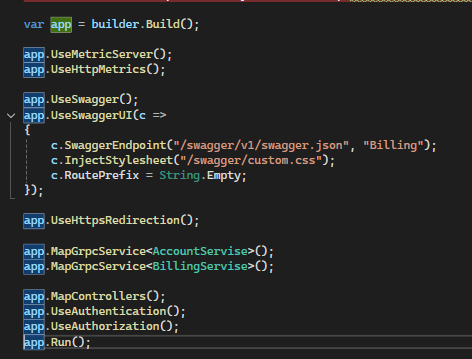 var app = builder.Build();
app.UseMetricServer();
app.UseHttpMetrics();
app.UseSwagger();
app.UseSwaggerUI(c =>
{
c.SwaggerEndpoint("/swagger/v1/swagger.json", "Billing");
c.InjectStylesheet("/swagger/custom.css");
c.RoutePrefix = String.Empty;
});
app.UseHttpsRedirection();
app.MapGrpcService<AccountServise>();
app.MapGrpcService<BillingServise>();
app.MapControllers();
app.UseAuthentication();
app.UseAuthorization();
app.Run();